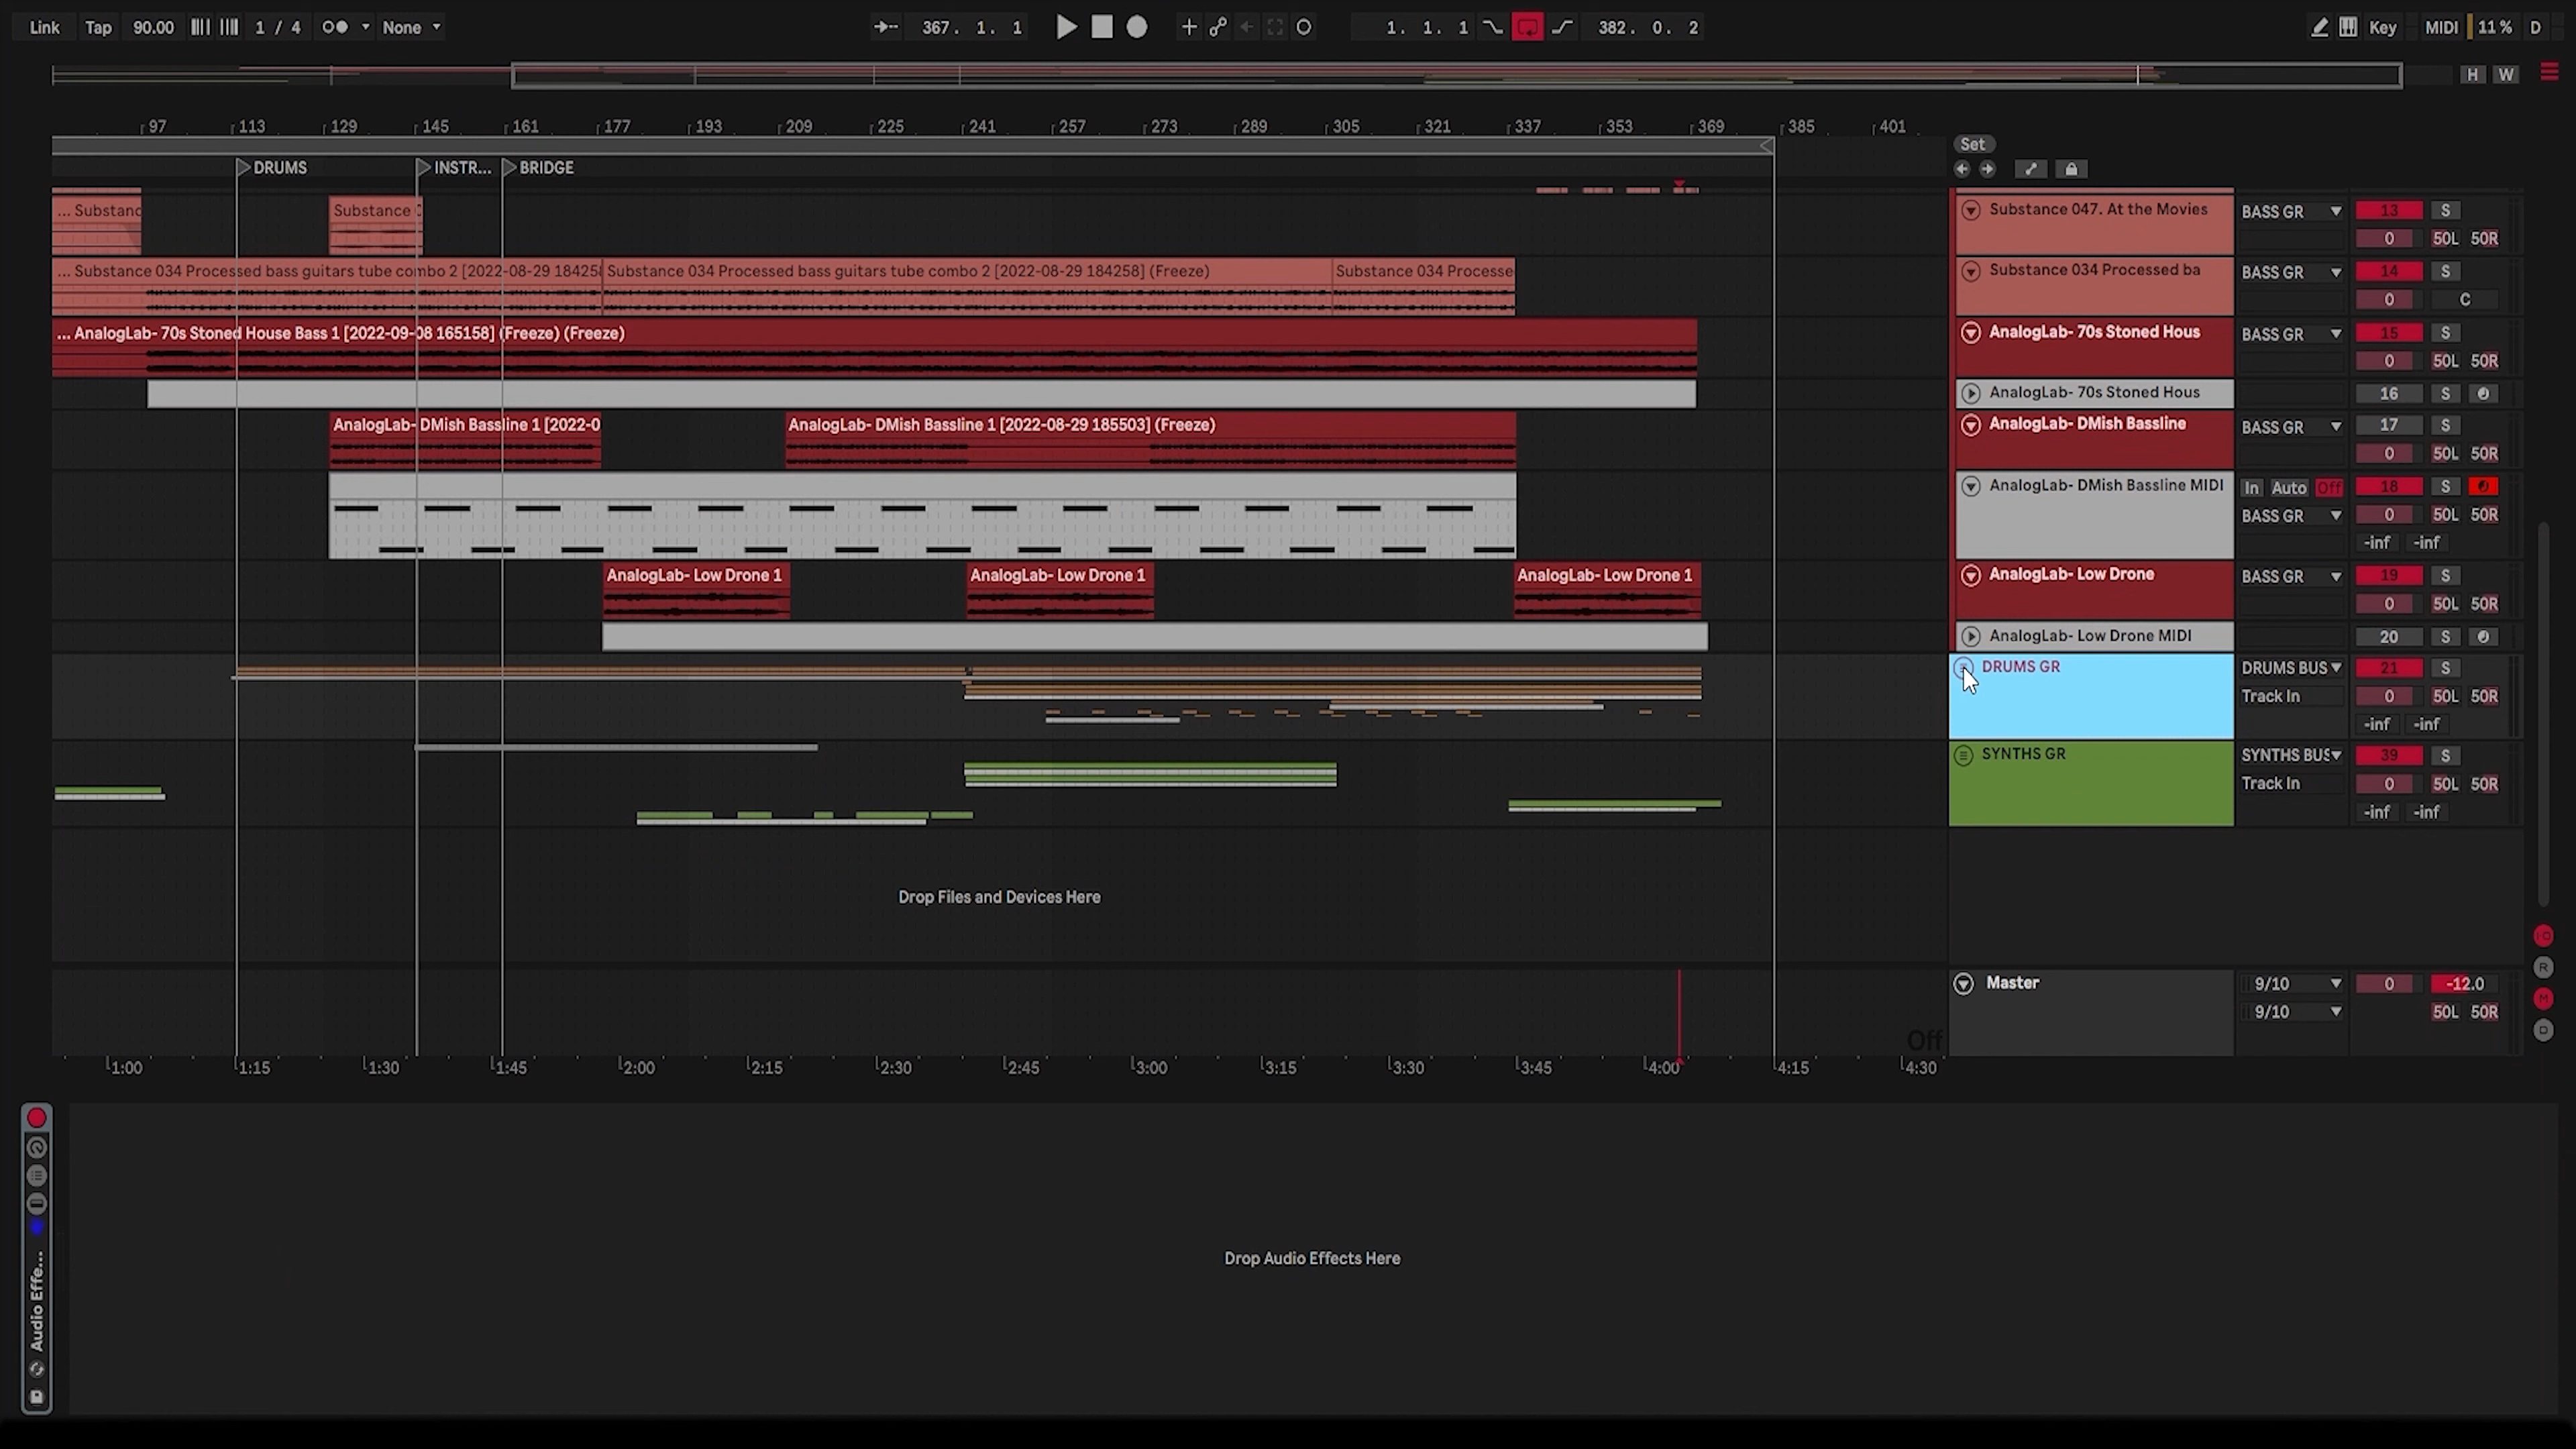 Link Tap 90.00 1 / 4 None 367. 1. 1 1. 1. 1 382. 0. 2 Key MIDI 11 % D
H W
97 113 129 145 161 177 193 209 225 241 257 273 289 305 321 337 353 369 385 401
Set
DRUMS INSTR... BRIDGE
... Substanc Substance Substance 047. At the Movies BASS GR 13 S
0 50L 50R
... Substance 034 Processed bass guitars tube combo 2 [2022-08-29 18425 Substance 034 Processed bass guitars tube combo 2 [2022-08-29 184258] (Freeze) Substance 034 Processe Substance 034 Processed ba BASS GR 14 S
0 C
... AnalogLab- 70s Stoned House Bass 1 [2022-09-08 165158] (Freeze) (Freeze) AnalogLab- 70s Stoned Hous BASS GR 15 S
0 50L 50R
AnalogLab- 70s Stoned Hous 16 S
AnalogLab- DMish Bassline 1 [2022-0 AnalogLab- DMish Bassline 1 [2022-08-29 185503] (Freeze) AnalogLab- DMish Bassline BASS GR 17 S
0 50L 50R
AnalogLab- DMish Bassline MIDI In Auto Off 18 S
BASS GR 0 50L 50R
-inf -inf
AnalogLab- Low Drone 1 AnalogLab- Low Drone 1 AnalogLab- Low Drone 1 AnalogLab- Low Drone BASS GR 19 S
0 50L 50R
AnalogLab- Low Drone MIDI 20 S
DRUMS GR DRUMS BUS 21 S
Track In 0 50L 50R
-inf -inf
SYNTHS GR SYNTHS BUS 39 S
Track In 0 50L 50R
-inf -inf
Drop Files and Devices Here
Master 9/10 0 -12.0
9/10 50L 50R
Off
R
M
D
1:00 1:15 1:30 1:45 2:00 2:15 2:30 2:45 3:00 3:15 3:30 3:45 4:00 4:15 4:30
Audio Effe...
Drop Audio Effects Here